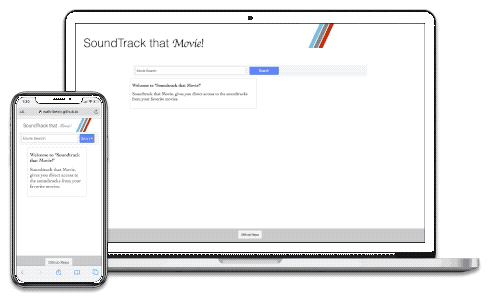 SoundTrack that Movie!
Movie Search
Search
Welcome to "Soundtrack that Movie!"
Soundtrack that Movie, gives you direct access to the soundtracks
from your favorite movies.
GitHub Repo
SoundTrack that Movie!
Movie Search
Search
Welcome to "Soundtrack
that Movie!"
Soundtrack that Movie,
gives you direct access to
the soundtracks from your
favorite movies.
GitHub Repo